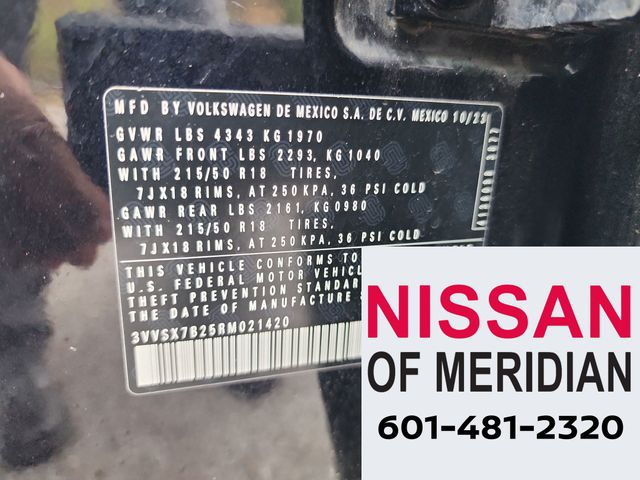 MFD BY VOLKSWAGEN DE MEXICO S.A. DE C.V. MEXICO 10/23
GVWR LBS 4343 KG 1970
GAWR FRONT LBS 2293, KG 1040
WITH 215/50 R18 TIRES,
7JX18 RIMS, AT 250 KPA, 36 PSI COLD
GAWR REAR LBS 2161, KG 0980
WITH 215/50 R18 TIRES,
7JX18 RIMS, AT 250 KPA, 36 PSI COLD
THIS VEHICLE CONFORMS TO
U.S. FEDERAL MOTOR VEHICL
THEFT PREVENTION STANDAR
THE DATE OF MANUFACTURE
3VVSX7B25RM021420
NISSAN
OF MERIDIAN
601-481-2320